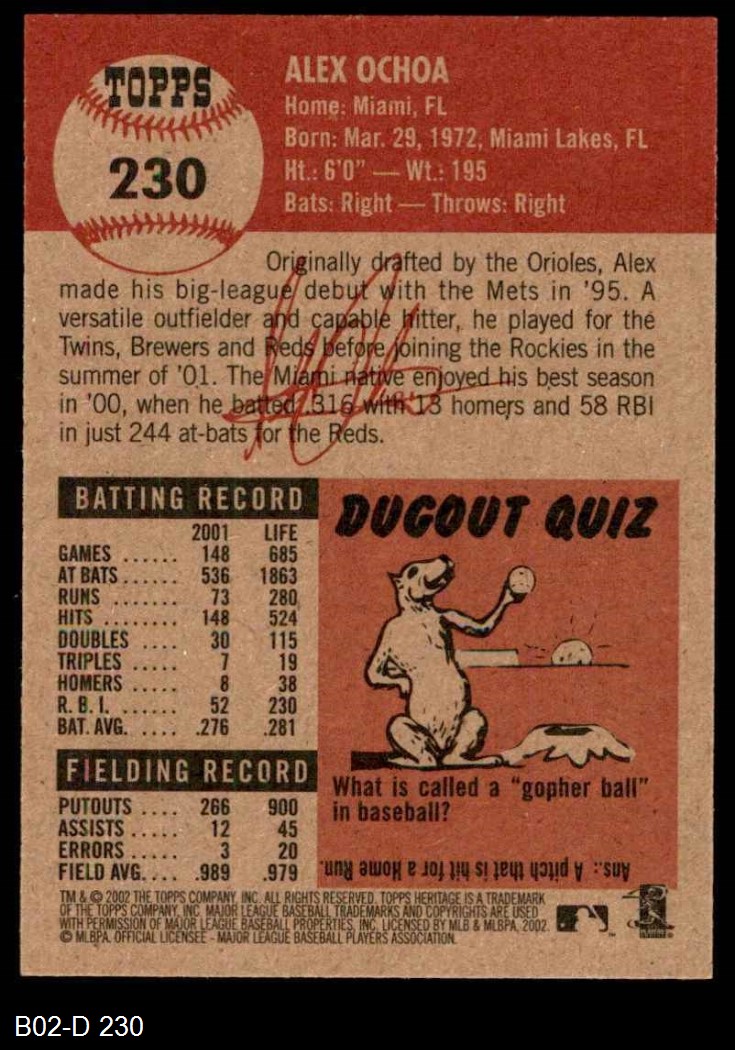 TOPPS
230
ALEX OCHOA
Home: Miami, FL
Born: Mar. 29, 1972, Miami Lakes, FL
Ht.: 6'0" — Wt.: 195
Bats: Right — Throws: Right
Originally drafted by the Orioles, Alex
made his big-league debut with the Mets in '95. A
versatile outfielder and capable hitter, he played for the
Twins, Brewers and Reds before joining the Rockies in the
summer of '01. The Miami native enjoyed his best season
in '00, when he batted .316 with 13 homers and 58 RBI
in just 244 at-bats for the Reds.
BATTING RECORD
2001 LIFE
GAMES ...... 148 685
AT BATS...... 536 1863
RUNS ....... 73 280
HITS ........ 148 524
DOUBLES .... 30 115
TRIPLES .... 7 19
HOMERS .... 8 38
R. B. I. ...... 52 230
BAT. AVG. .... .276 .281
FIELDING RECORD
PUTOUTS .... 266 900
ASSISTS ..... 12 45
ERRORS ..... 3 20
FIELD AVG. ... .989 .979
DUGOUT QUIZ
What is called a "gopher ball"
in baseball?
Ans.: A pitch that is hit for a Home Run.
TM & © 2002 THE TOPPS COMPANY, INC. ALL RIGHTS RESERVED. TOPPS HERITAGE IS A TRADEMARK
OF THE TOPPS COMPANY, INC. MAJOR LEAGUE BASEBALL TRADEMARKS AND COPYRIGHTS ARE USED
WITH PERMISSION OF MAJOR LEAGUE BASEBALL PROPERTIES, INC. LICENSED BY MLB & MLBPA, 2002.
© MLBPA. OFFICIAL LICENSEE - MAJOR LEAGUE BASEBALL PLAYERS ASSOCIATION.
B02-D 230